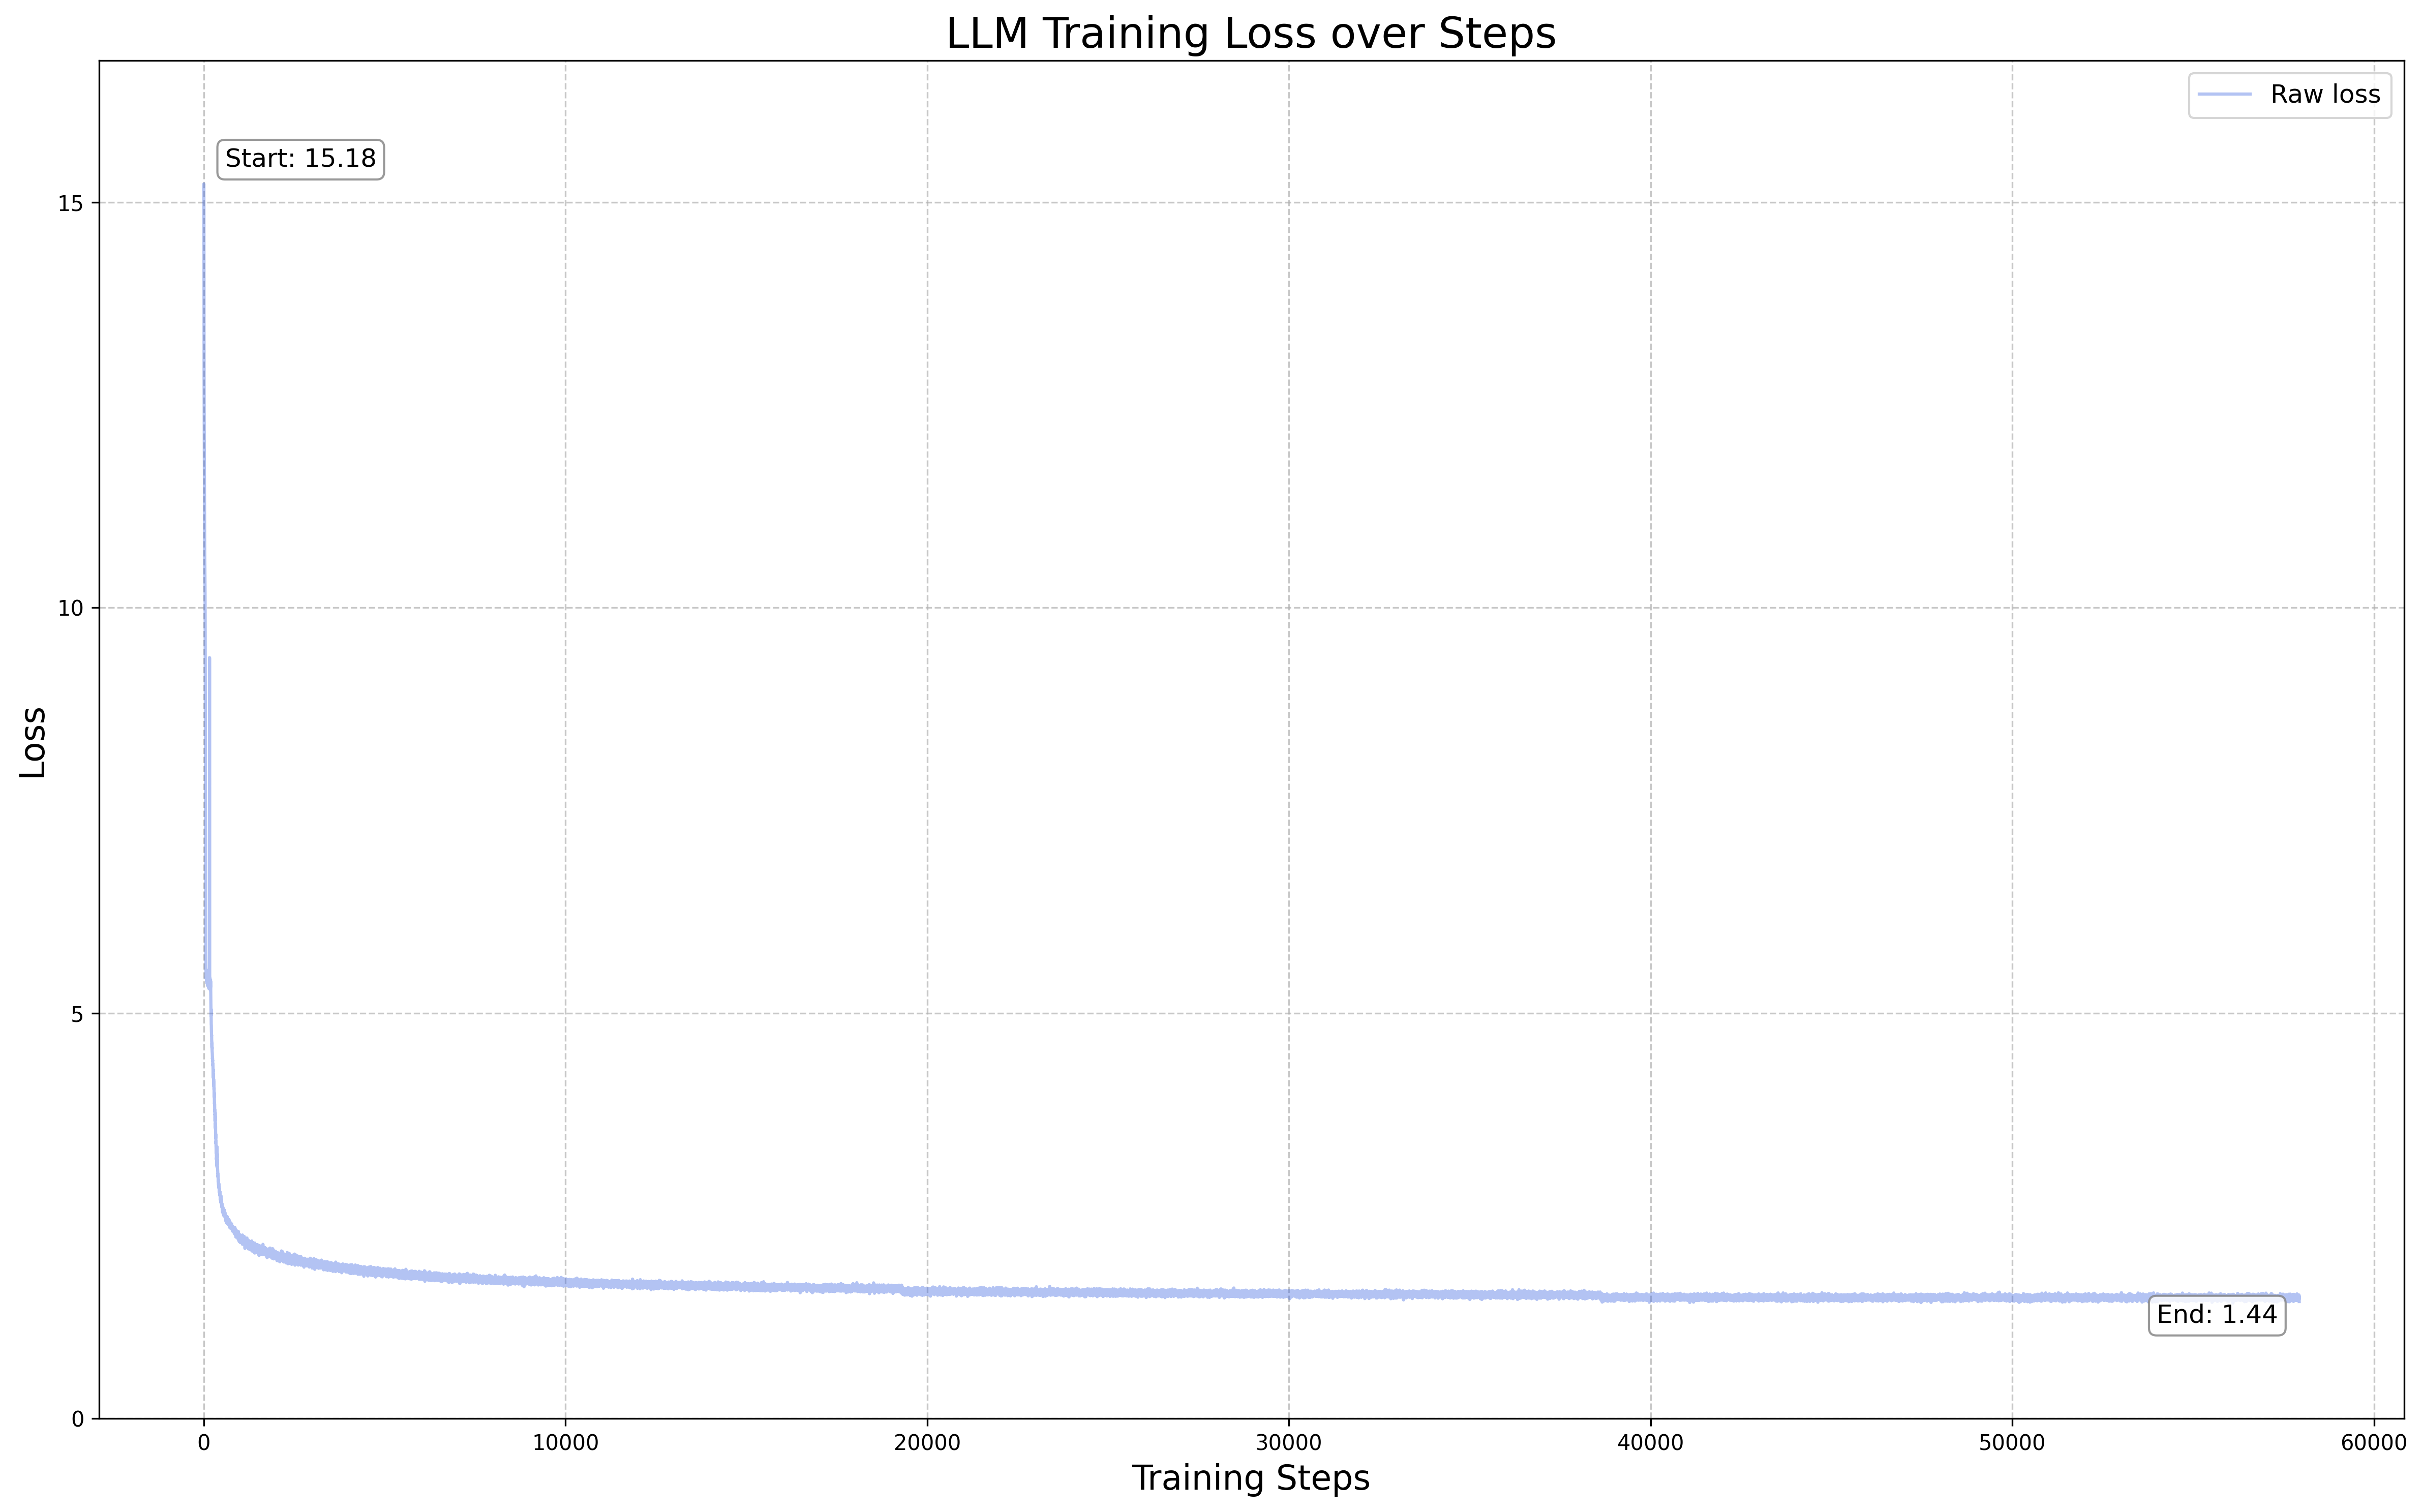 LLM Training Loss over Steps
Raw loss
Start: 15.18
15
10
5
0
Loss
End: 1.44
0 10000 20000 30000 40000 50000 60000
Training Steps